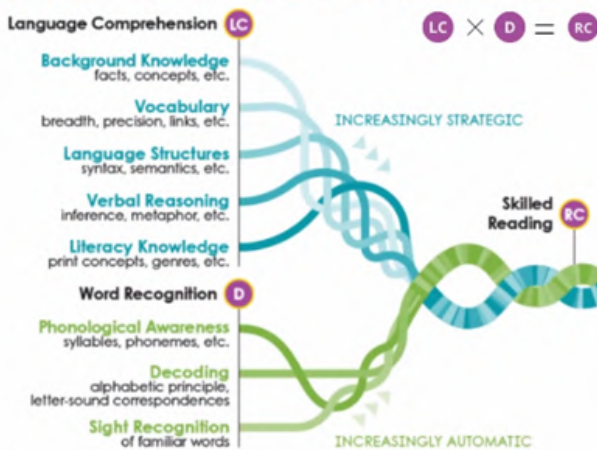 Language Comprehension LC
LC × D = RC
Background Knowledge
facts, concepts, etc.
Vocabulary
breadth, precision, links, etc.
INCREASINGLY STRATEGIC
Language Structures
syntax, semantics, etc.
Verbal Reasoning
inference, metaphor, etc.
Skilled
Reading
RC
Literacy Knowledge
print concepts, genres, etc.
Word Recognition D
Phonological Awareness
syllables, phonemes, etc.
Decoding
alphabetic principle,
letter-sound correspondences
Sight Recognition
of familiar words
INCREASINGLY AUTOMATIC